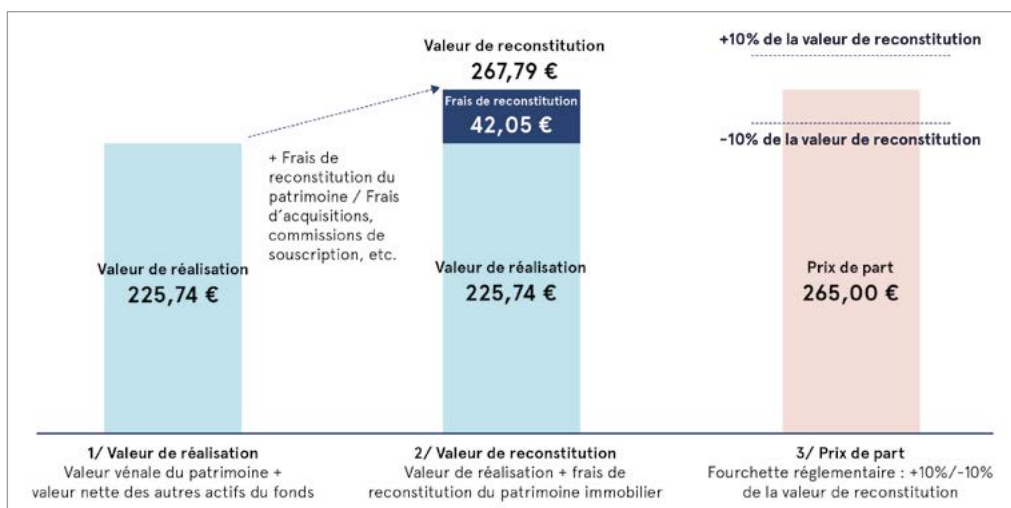 Valeur de réalisation
225,74 €
+ Frais de
reconstitution du
patrimoine / Frais
d'acquisitions,
commissions de
souscription, etc.
Valeur de reconstitution
267,79 €
Frais de reconstitution
42,05 €
Valeur de réalisation
225,74 €
+10% de la valeur de reconstitution
-10% de la valeur de reconstitution
Prix de part
265,00 €
1/ Valeur de réalisation
Valeur vénale du patrimoine +
valeur nette des autres actifs du fonds
2/ Valeur de reconstitution
Valeur de réalisation + frais de
reconstitution du patrimoine immobilier
3/ Prix de part
Fourchette réglementaire : +10%/-10%
de la valeur de reconstitution